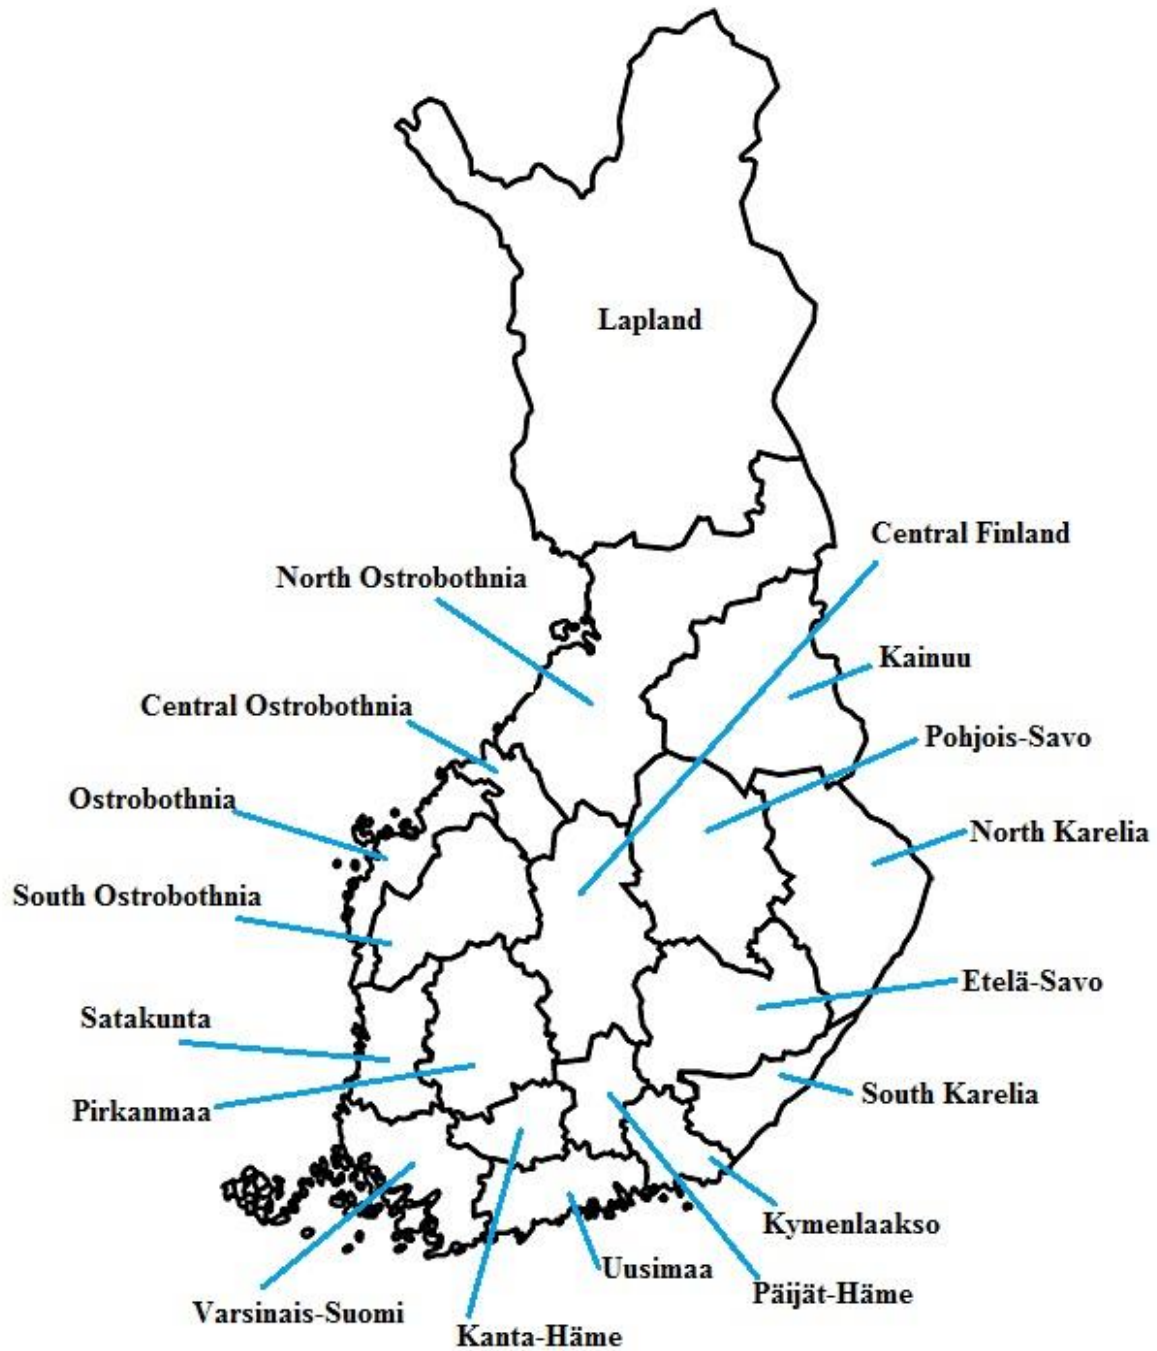 Lapland
Central Finland
North Ostrobothnia
Kainuu
Central Ostrobothnia
Pohjois-Savo
Ostrobothnia
North Karelia
South Ostrobothnia
Etelä-Savo
Satakunta
South Karelia
Pirkanmaa
Kymenlaakso
Uusimaa
Päijät-Häme
Varsinais-Suomi
Kanta-Häme